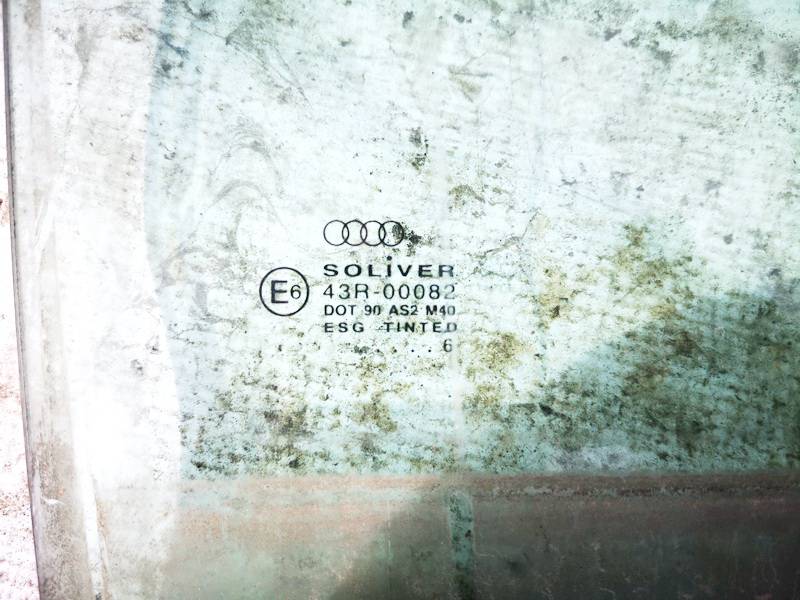 SOLiVER
E6 43R-00082
DOT 90 AS2 M40
ESG TINTED
. . . . . . 6